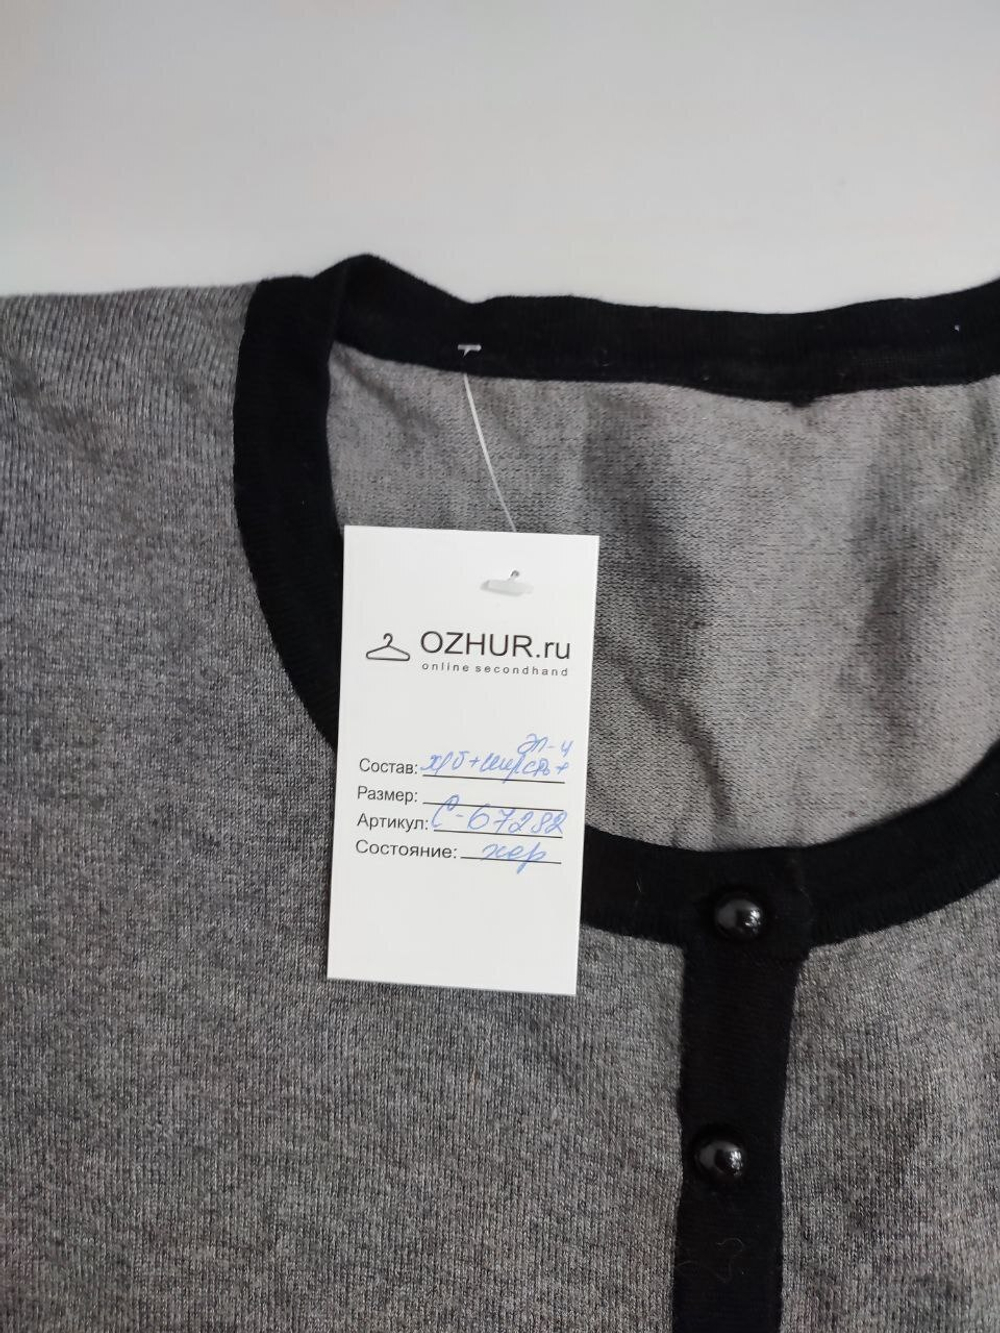 OZHUR.ru
online secondhand
эл-ч
Состав: х/б+шерсть+
Размер:
Артикул: С-67282
Состояние: хор